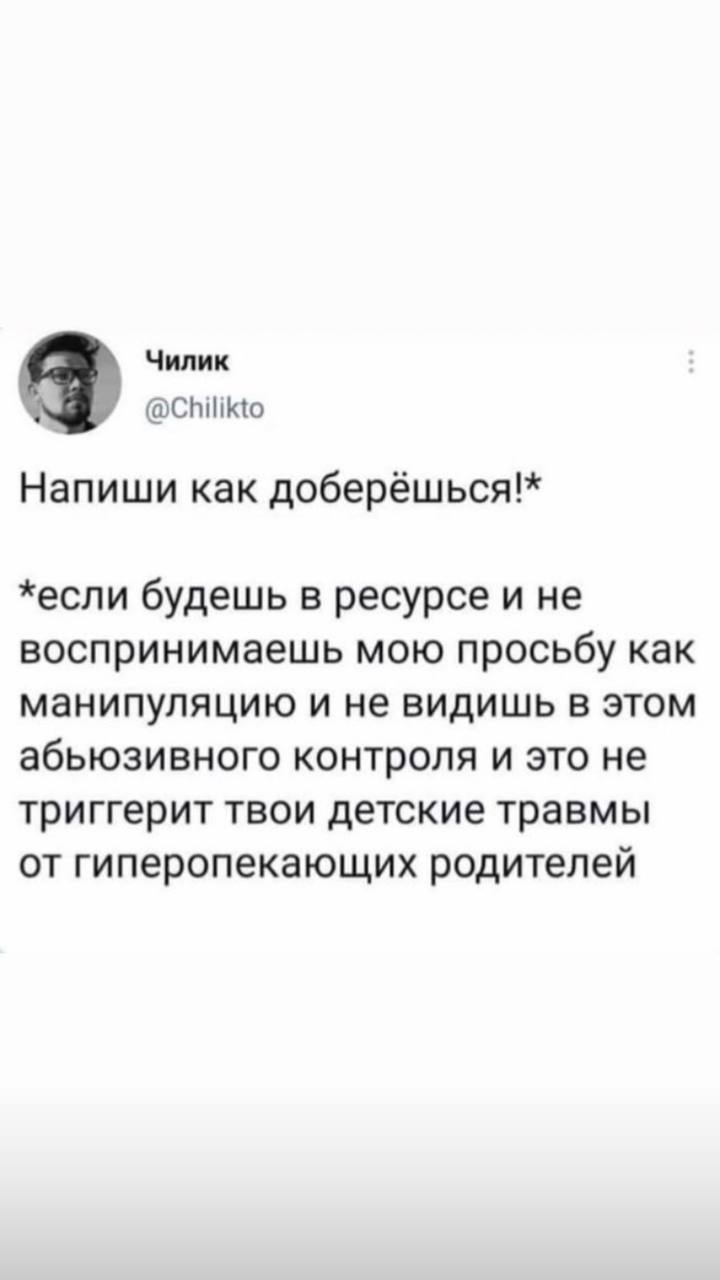 Чилик
@Chilikto
Напиши как доберёшься!*
*если будешь в ресурсе и не
воспринимаешь мою просьбу как
манипуляцию и не видишь в этом
абьюзивного контроля и это не
триггерит твои детские травмы
от гиперопекающих родителей